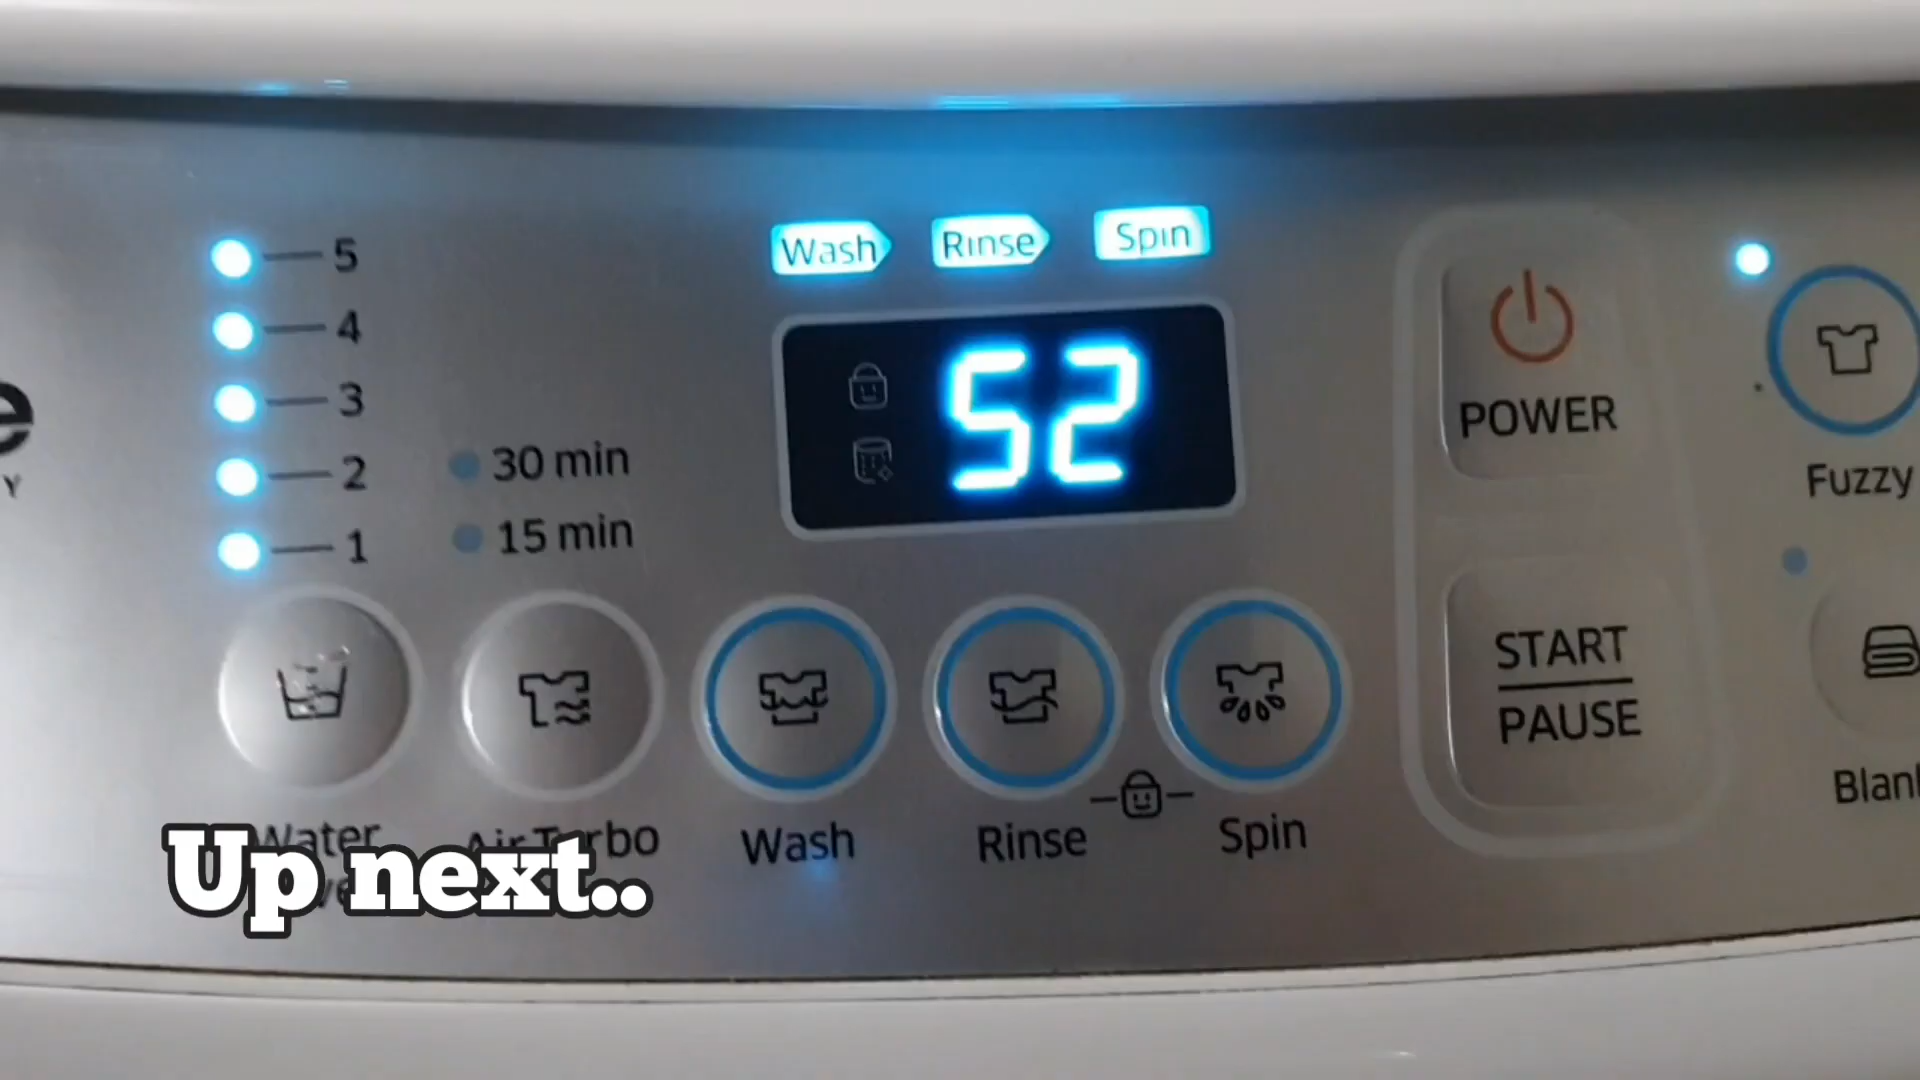 Wash Rinse Spin
5
4
3
2
1
30 min
15 min
52
POWER
START
PAUSE
Fuzzy
Water
Air Turbo
Wash
Rinse
Spin
Up next..